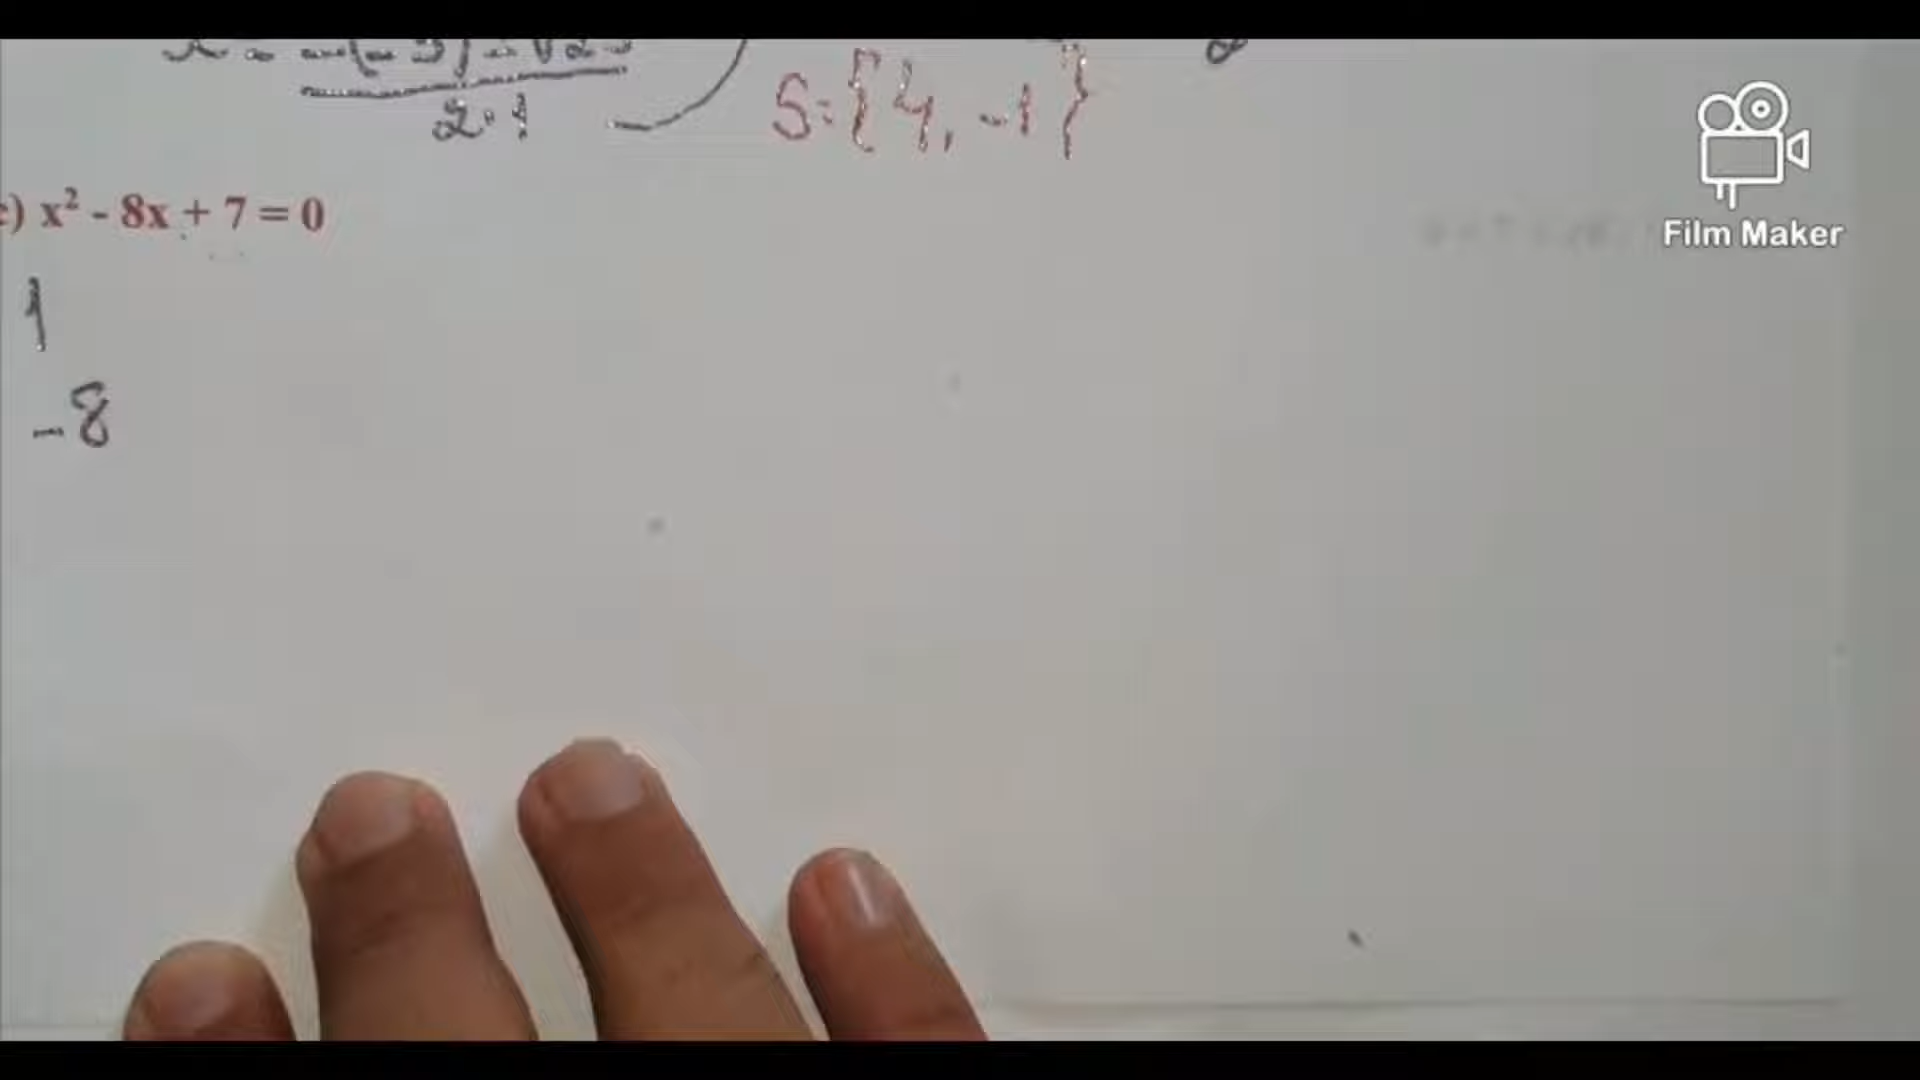 2.1
S={4, -1}
c) x² - 8x + 7 = 0
1
-8
Film Maker